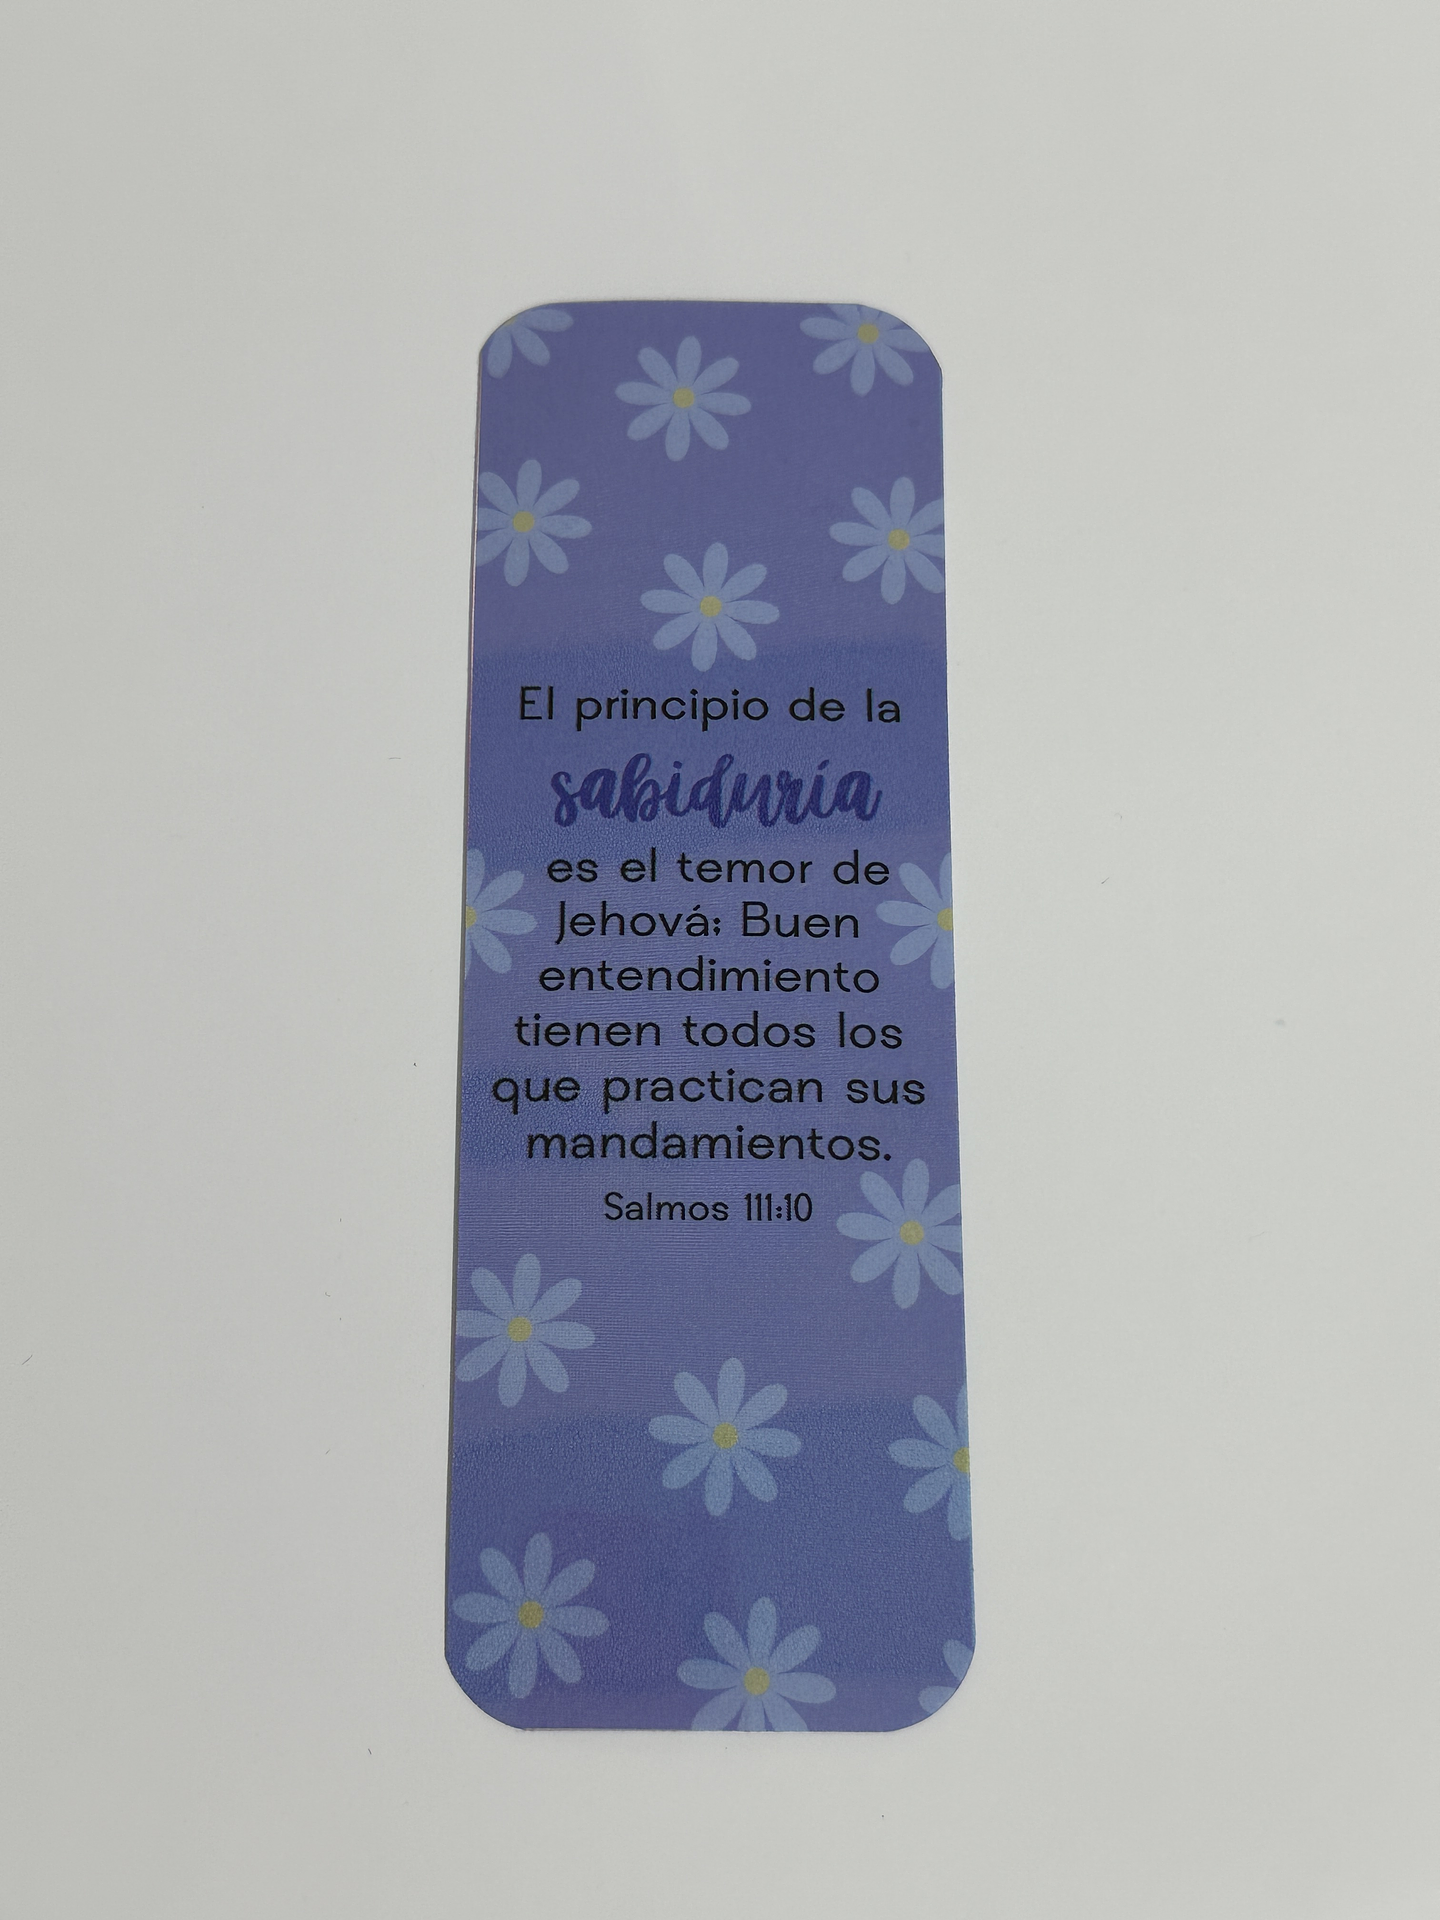 El principio de la
sabiduría
es el temor de
Jehová; Buen
entendimiento
tienen todos los
que practican sus
mandamientos.
Salmos 111:10